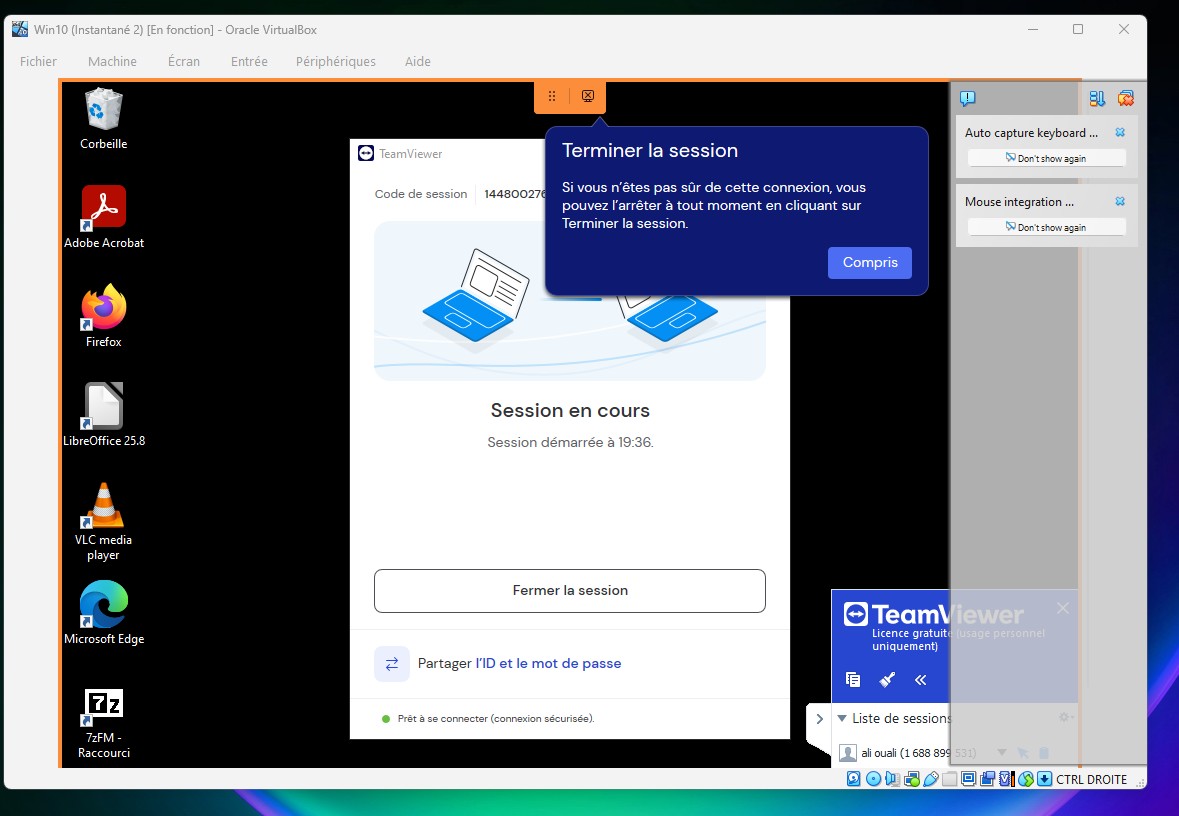 Win10 (Instantané 2) [En fonction] - Oracle VirtualBox
Fichier Machine Écran Entrée Périphériques Aide
Corbeille
Adobe Acrobat
Firefox
LibreOffice 25.8
VLC media
player
Microsoft Edge
7z
7zFM -
Raccourci
TeamViewer
Code de session 144800276
Terminer la session
Si vous n'êtes pas sûr de cette connexion, vous
pouvez l'arrêter à tout moment en cliquant sur
Terminer la session.
Compris
Session en cours
Session démarrée à 19:36.
Fermer la session
Partager l'ID et le mot de passe
Prêt à se connecter (connexion sécurisée).
Auto capture keyboard ...
Don't show again
Mouse integration ...
Don't show again
TeamViewer
Licence gratuite (usage personnel
uniquement)
Liste de sessions
ali ouali (1 688 899 531)
CTRL DROITE